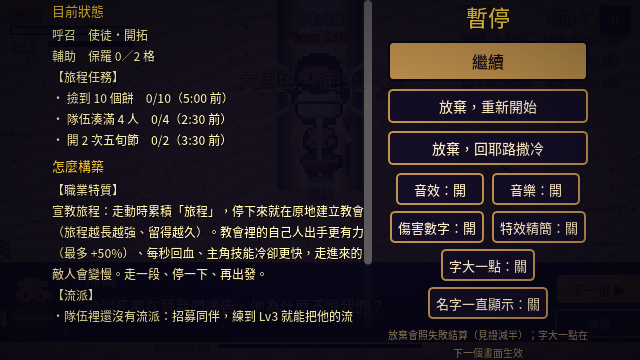 目前狀態
呼召　使徒・開拓
輔助　保羅 0／2 格
【旅程任務】
・ 撿到 10 個餅　0/10（5:00 前）
・ 隊伍湊滿 4 人　0/4（2:30 前）
・ 開 2 次五旬節　0/2（3:30 前）
怎麼構築
【職業特質】
宣教旅程：走動時累積「旅程」，停下來就在原地建立教會
（旅程越長越強、留得越久）。教會裡的自己人出手更有力
（最多 +50%）、每秒回血、主角技能冷卻更快，走進來的
敵人會變慢。走一段、停一下、再出發。
【流派】
・隊伍裡還沒有流派：招募同伴，練到 Lv3 就能把他的流
暫停
繼續
放棄，重新開始
放棄，回耶路撒冷
音效：開
音樂：開
傷害數字：開
特效精簡：關
字大一點：關
名字一直顯示：關
放棄會照失敗結算（見證減半）；字大一點在
下一個畫面生效